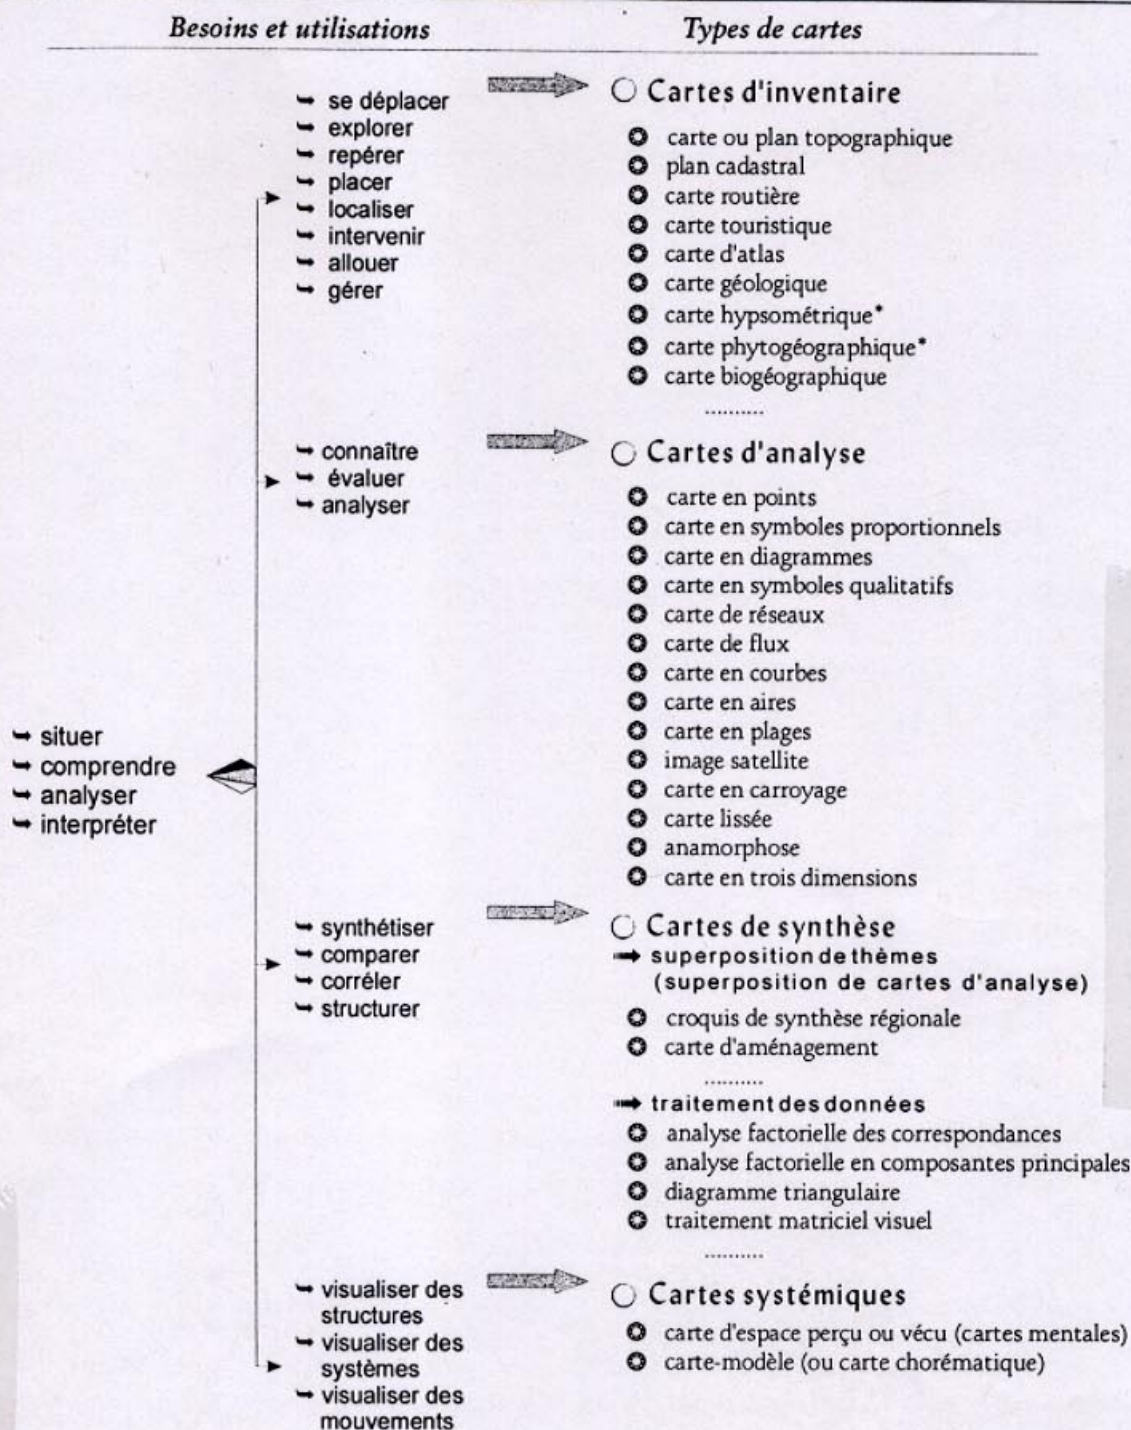 Besoins et utilisations
Types de cartes
se déplacer
explorer
repérer
placer
localiser
intervenir
allouer
gérer
Cartes d'inventaire
carte ou plan topographique
plan cadastral
carte routière
carte touristique
carte d'atlas
carte géologique
carte hypsométrique*
carte phytogéographique*
carte biogéographique
..........
connaître
évaluer
analyser
Cartes d'analyse
carte en points
carte en symboles proportionnels
carte en diagrammes
carte en symboles qualitatifs
carte de réseaux
carte de flux
carte en courbes
carte en aires
carte en plages
image satellite
carte en carroyage
carte lissée
anamorphose
carte en trois dimensions
situer
comprendre
analyser
interpréter
synthétiser
comparer
corréler
structurer
Cartes de synthèse
superposition de thèmes
(superposition de cartes d'analyse)
croquis de synthèse régionale
carte d'aménagement
..........
traitement des données
analyse factorielle des correspondances
analyse factorielle en composantes principales
diagramme triangulaire
traitement matriciel visuel
..........
visualiser des
structures
visualiser des
systèmes
visualiser des
mouvements
Cartes systémiques
carte d'espace perçu ou vécu (cartes mentales)
carte-modèle (ou carte chorématique)